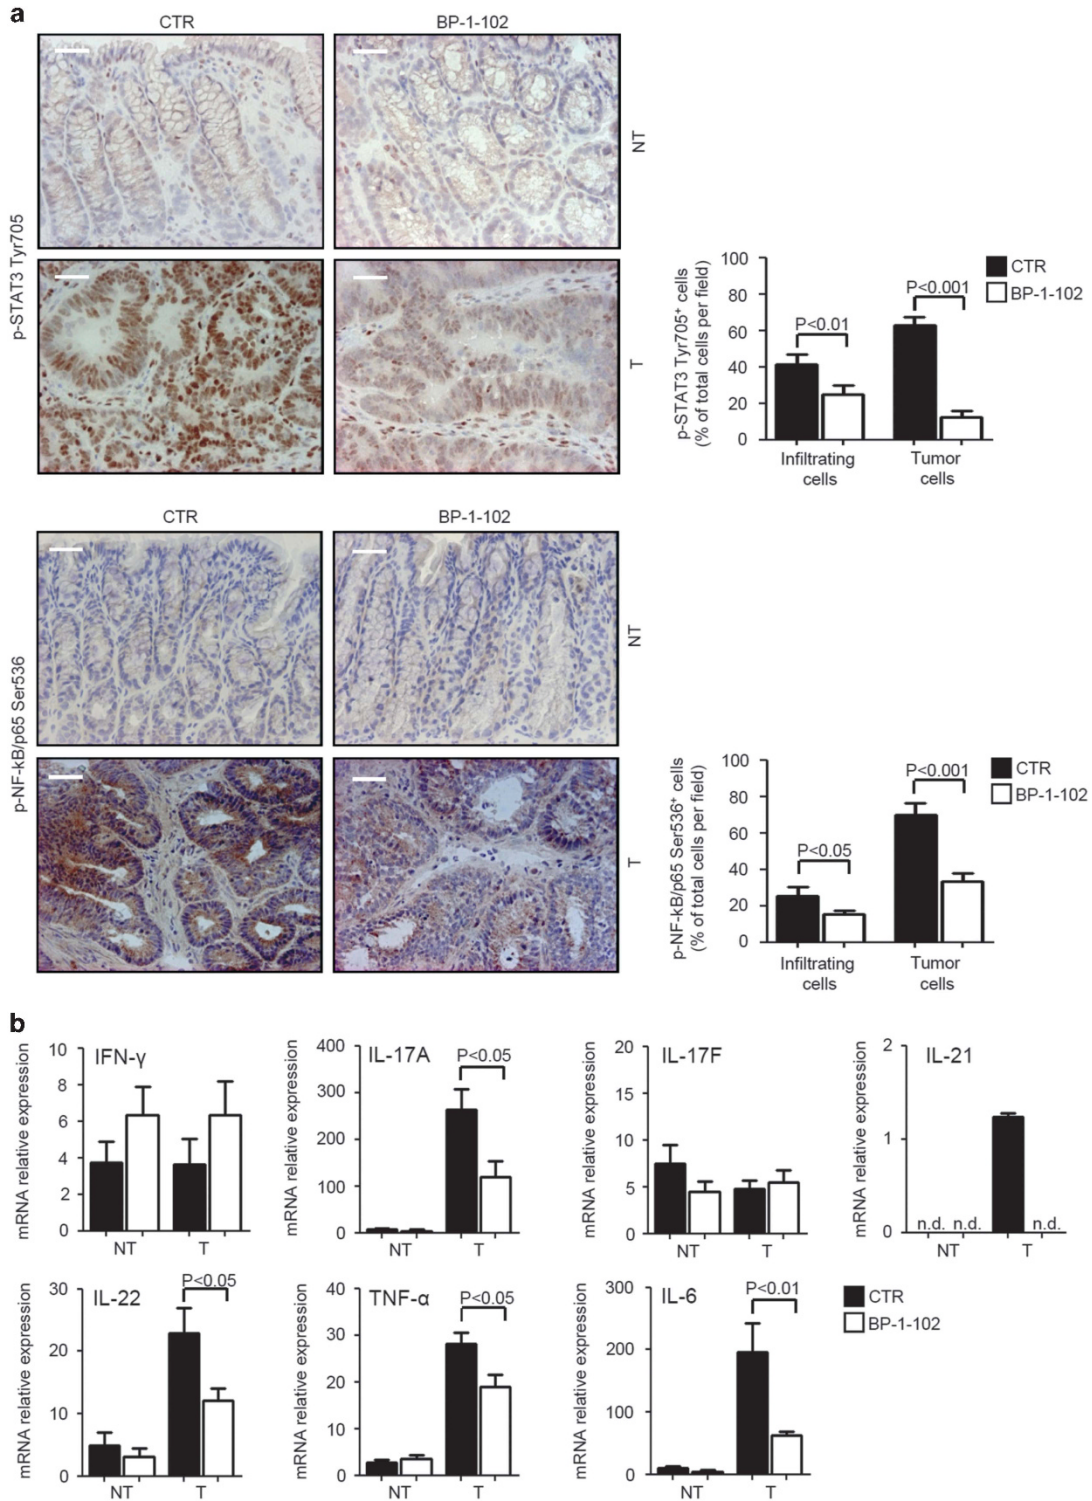 a
CTR
BP-1-102
p-STAT3 Tyr705
NT
T
p-STAT3 Tyr705⁺ cells
(% of total cells per field)
100
80
60
40
20
0
P<0.01
P<0.001
CTR
BP-1-102
Infiltrating
cells
Tumor
cells
CTR
BP-1-102
p-NF-kB/p65 Ser536
NT
T
p-NF-kB/p65 Ser536⁺ cells
(% of total cells per field)
100
80
60
40
20
0
P<0.05
P<0.001
CTR
BP-1-102
Infiltrating
cells
Tumor
cells
b
mRNA relative expression
10
8
6
4
2
0
IFN-γ
NT
T
mRNA relative expression
400
300
200
100
0
IL-17A
P<0.05
NT
T
mRNA relative expression
20
15
10
5
0
IL-17F
NT
T
mRNA relative expression
2
1
0
IL-21
n.d.
n.d.
n.d.
NT
T
mRNA relative expression
30
20
10
0
IL-22
P<0.05
NT
T
mRNA relative expression
40
30
20
10
0
TNF-α
P<0.05
NT
T
mRNA relative expression
300
200
100
0
IL-6
P<0.01
NT
T
CTR
BP-1-102